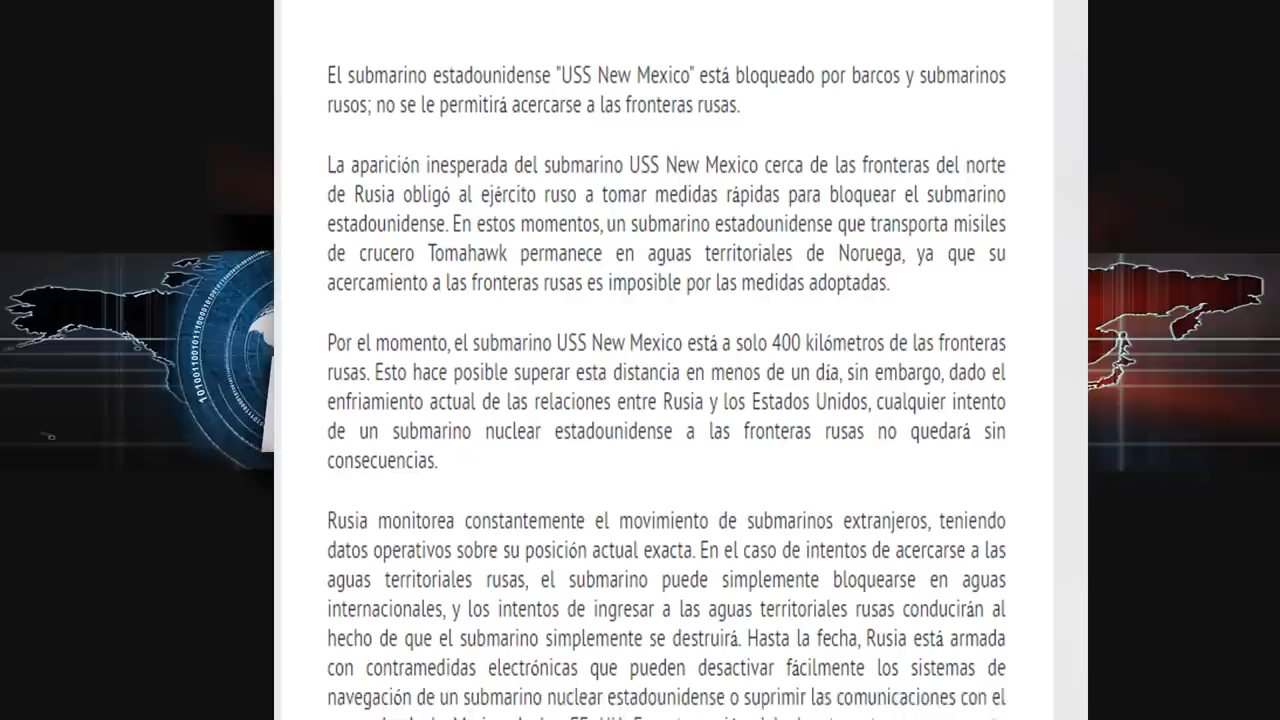 El submarino estadounidense "USS New Mexico" está bloqueado por barcos y submarinos
rusos; no se le permitirá acercarse a las fronteras rusas.
La aparición inesperada del submarino USS New Mexico cerca de las fronteras del norte
de Rusia obligó al ejército ruso a tomar medidas rápidas para bloquear el submarino
estadounidense. En estos momentos, un submarino estadounidense que transporta misiles
de crucero Tomahawk permanece en aguas territoriales de Noruega, ya que su
acercamiento a las fronteras rusas es imposible por las medidas adoptadas.
Por el momento, el submarino USS New Mexico está a solo 400 kilómetros de las fronteras
rusas. Esto hace posible superar esta distancia en menos de un día, sin embargo, dado el
enfriamiento actual de las relaciones entre Rusia y los Estados Unidos, cualquier intento
de un submarino nuclear estadounidense a las fronteras rusas no quedará sin
consecuencias.
Rusia monitorea constantemente el movimiento de submarinos extranjeros, teniendo
datos operativos sobre su posición actual exacta. En el caso de intentos de acercarse a las
aguas territoriales rusas, el submarino puede simplemente bloquearse en aguas
internacionales, y los intentos de ingresar a las aguas territoriales rusas conducirán al
hecho de que el submarino simplemente se destruirá. Hasta la fecha, Rusia está armada
con contramedidas electrónicas que pueden desactivar fácilmente los sistemas de
navegación de un submarino nuclear estadounidense o suprimir las comunicaciones con el